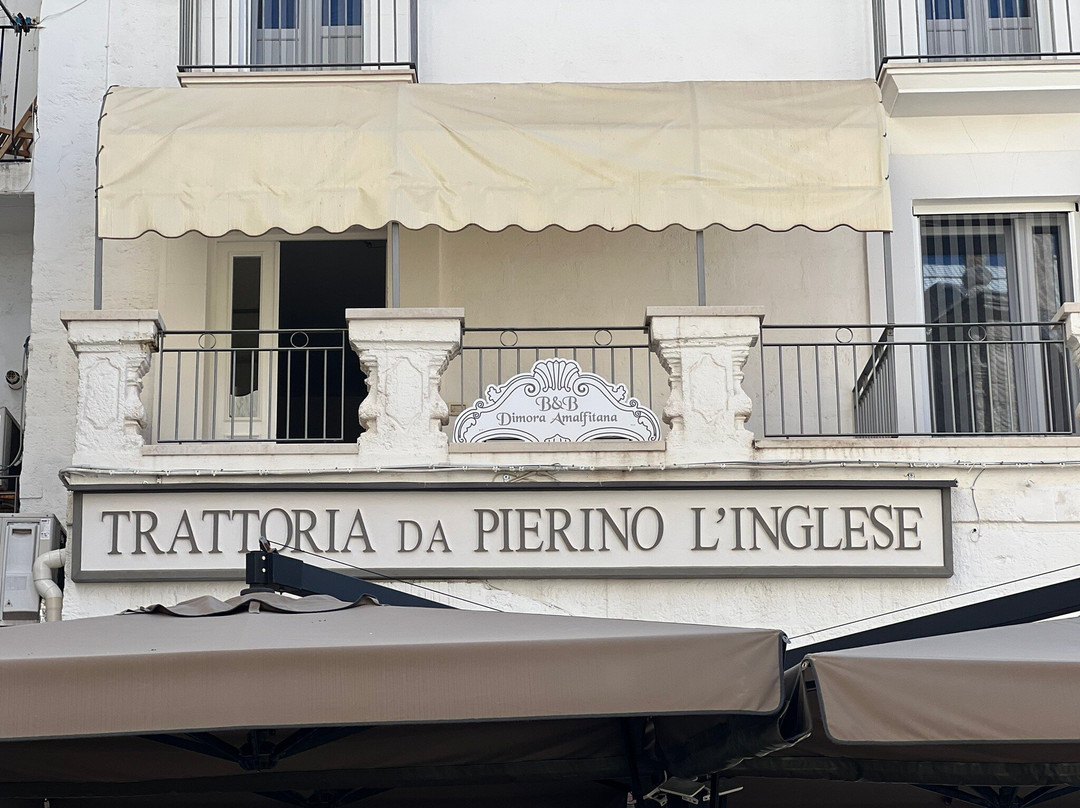 B&B
Dimora Amalfitana
TRATTORIA DA PIERINO L'INGLESE